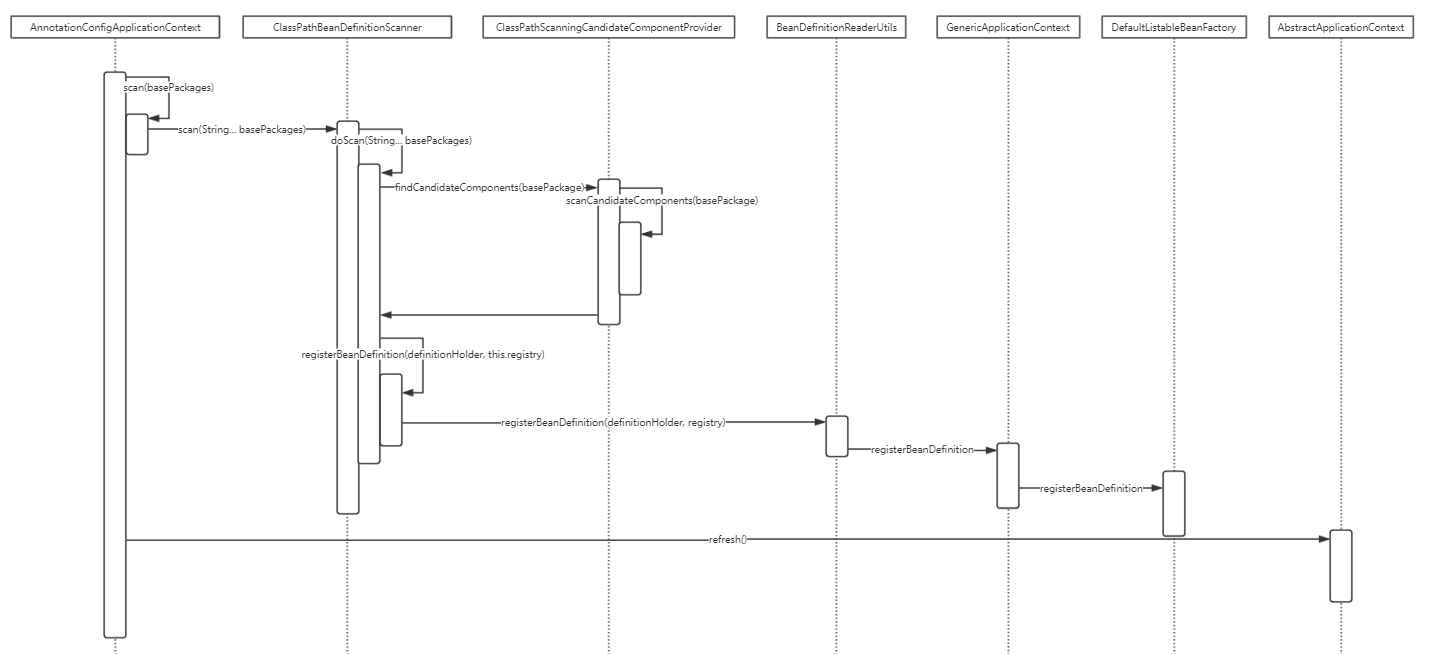 AnnotationConfigApplicationContext
ClassPathBeanDefinitionScanner
ClassPathScanningCandidateComponentProvider
BeanDefinitionReaderUtils
GenericApplicationContext
DefaultListableBeanFactory
AbstractApplicationContext
scan(basePackages)
scan(String... basePackages)
doScan(String... basePackages)
findCandidateComponents(basePackage)
scanCandidateComponents(basePackage)
registerBeanDefinition(definitionHolder, this.registry)
registerBeanDefinition(definitionHolder, registry)
registerBeanDefinition
registerBeanDefinition
refresh()